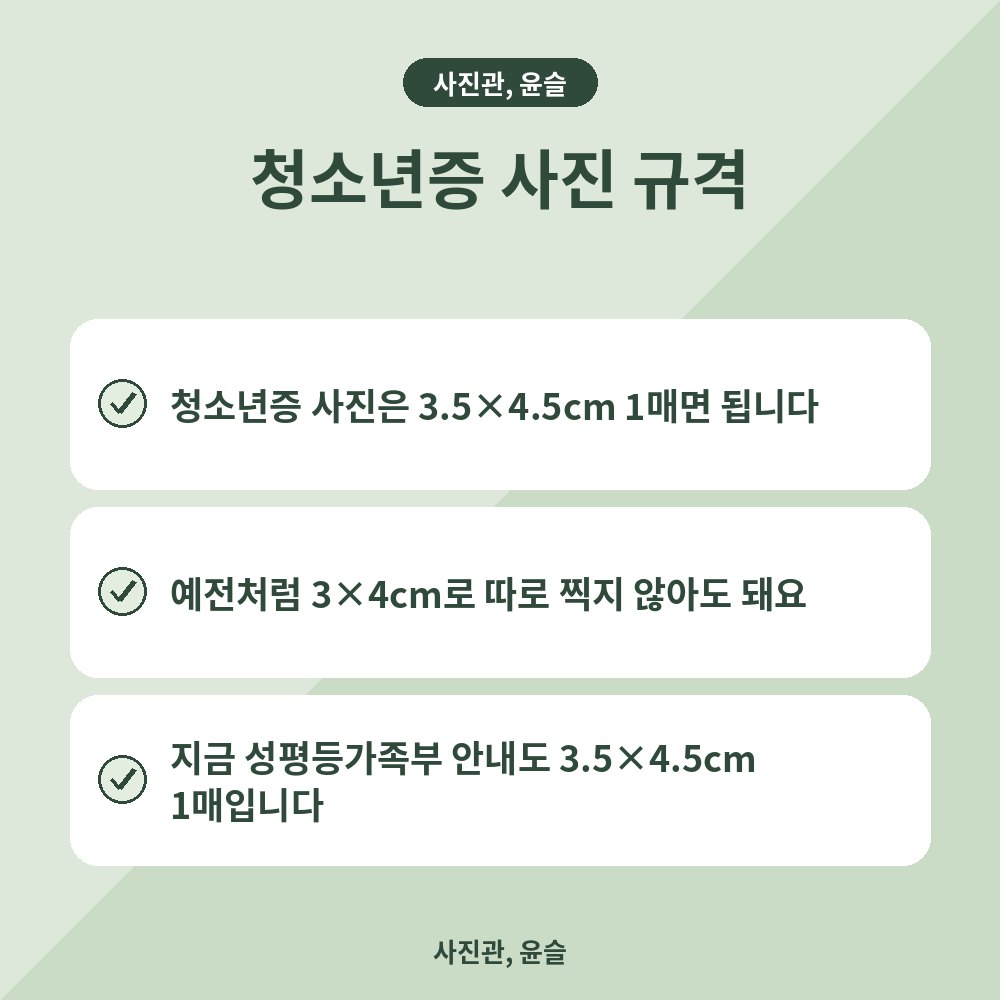 사진관, 윤슬
청소년증 사진 규격
청소년증 사진은 3.5×4.5cm 1매면 됩니다
예전처럼 3×4cm로 따로 찍지 않아도 돼요
지금 성평등가족부 안내도 3.5×4.5cm
1매입니다
사진관, 윤슬